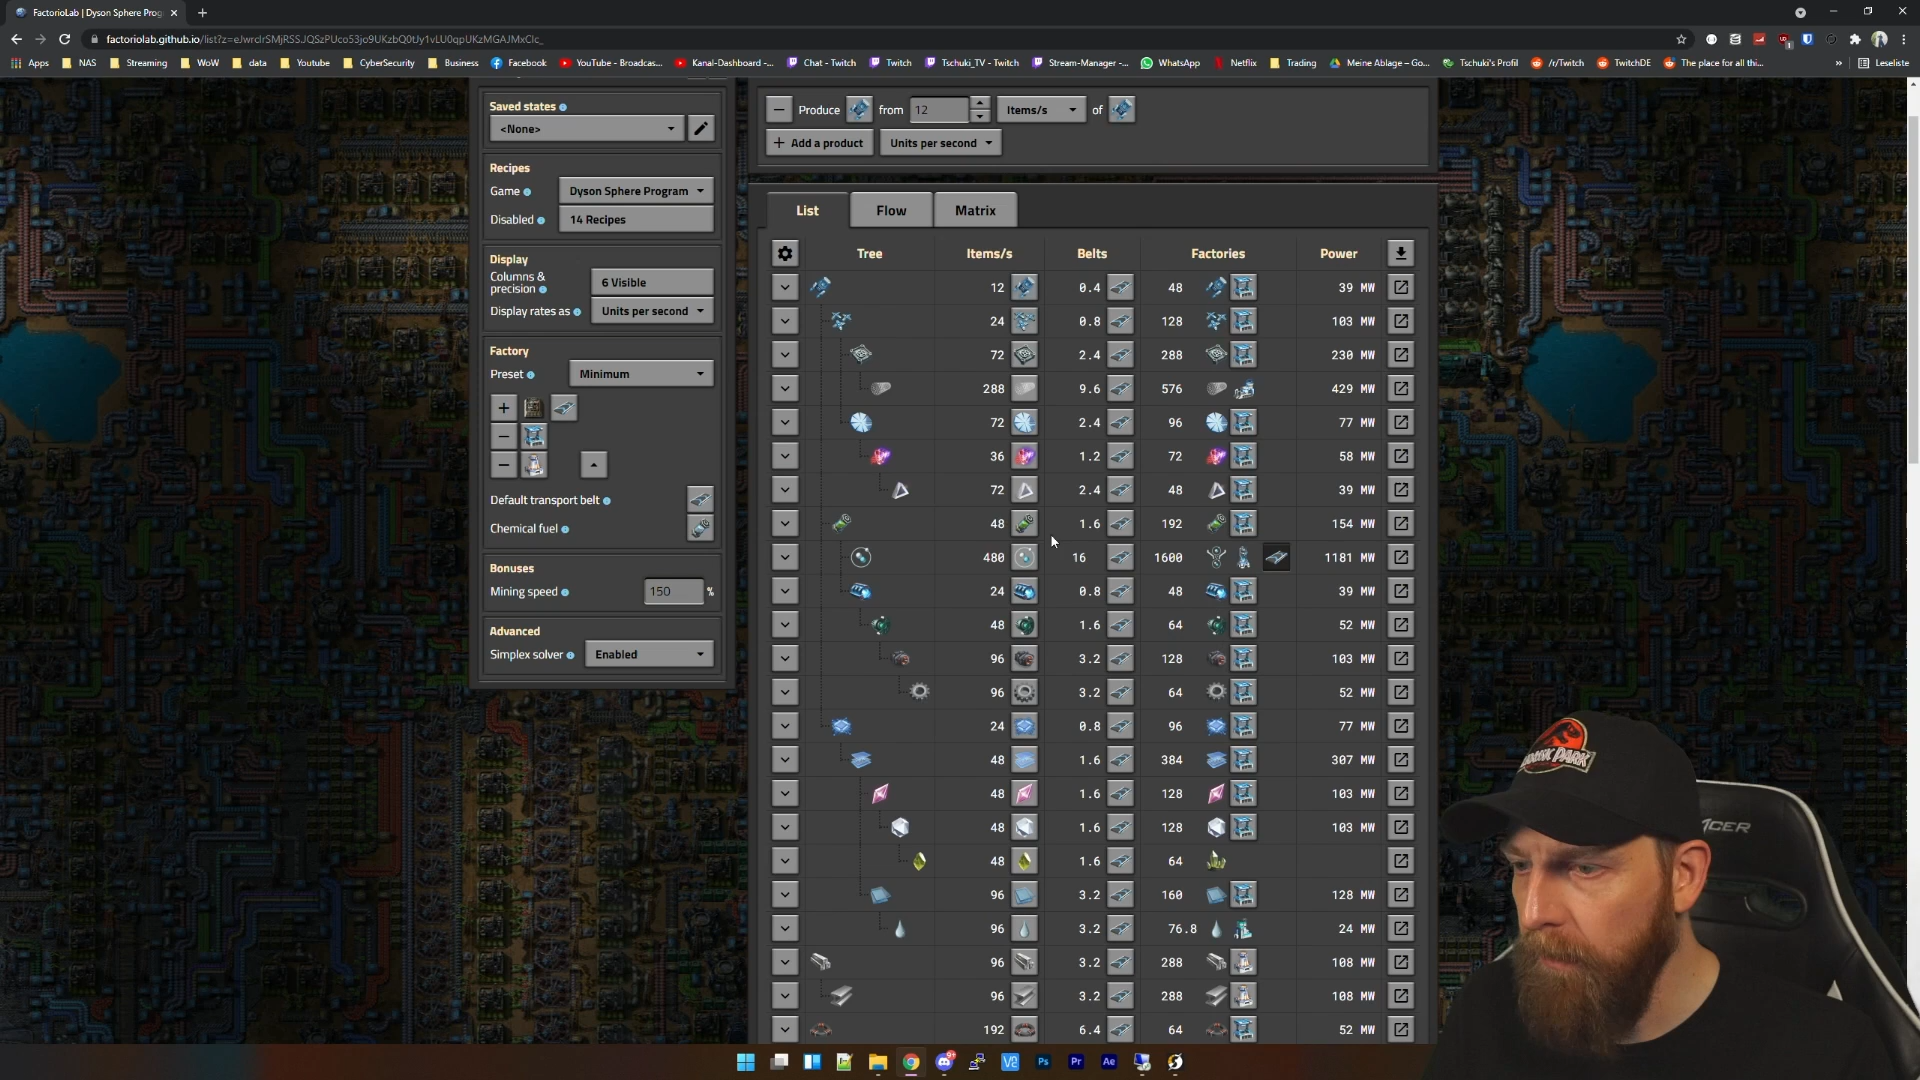 FactorioLab | Dyson Sphere Prog
factoriolab.github.io
Apps NAS Streaming WoW data Youtube CyberSecurity Business Facebook YouTube - Broadcas... Kanal-Dashboard -... Chat - Twitch Twitch Tschuki_TV - Twitch Stream-Manager -... WhatsApp Netflix Trading Meine Ablage – Go... Tschuki's Profil /r/Twitch TwitchDE The place for all thi... » Leseliste
Saved states
<None>
Recipes
Game Dyson Sphere Program
Disabled 14 Recipes
Display
Columns &
precision 6 Visible
Display rates as Units per second
Factory
Preset Minimum
Default transport belt
Chemical fuel
Bonuses
Mining speed 150 %
Advanced
Simplex solver Enabled
Produce from 12 Items/s of
+ Add a product Units per second
List Flow Matrix
Tree Items/s Belts Factories Power
12 0.4 48 39 MW
24 0.8 128 103 MW
72 2.4 288 230 MW
288 9.6 576 429 MW
72 2.4 96 77 MW
36 1.2 72 58 MW
72 2.4 48 39 MW
48 1.6 192 154 MW
480 16 1600 1181 MW
24 0.8 48 39 MW
48 1.6 64 52 MW
96 3.2 128 103 MW
96 3.2 64 52 MW
24 0.8 96 77 MW
48 1.6 384 307 MW
48 1.6 128 103 MW
48 1.6 128 103 MW
48 1.6 64
96 3.2 160 128 MW
96 3.2 76.8 24 MW
96 3.2 288 108 MW
96 3.2 288 108 MW
192 6.4 64 52 MW
JURASSIC PARK
ACER
Ps Pr Ae